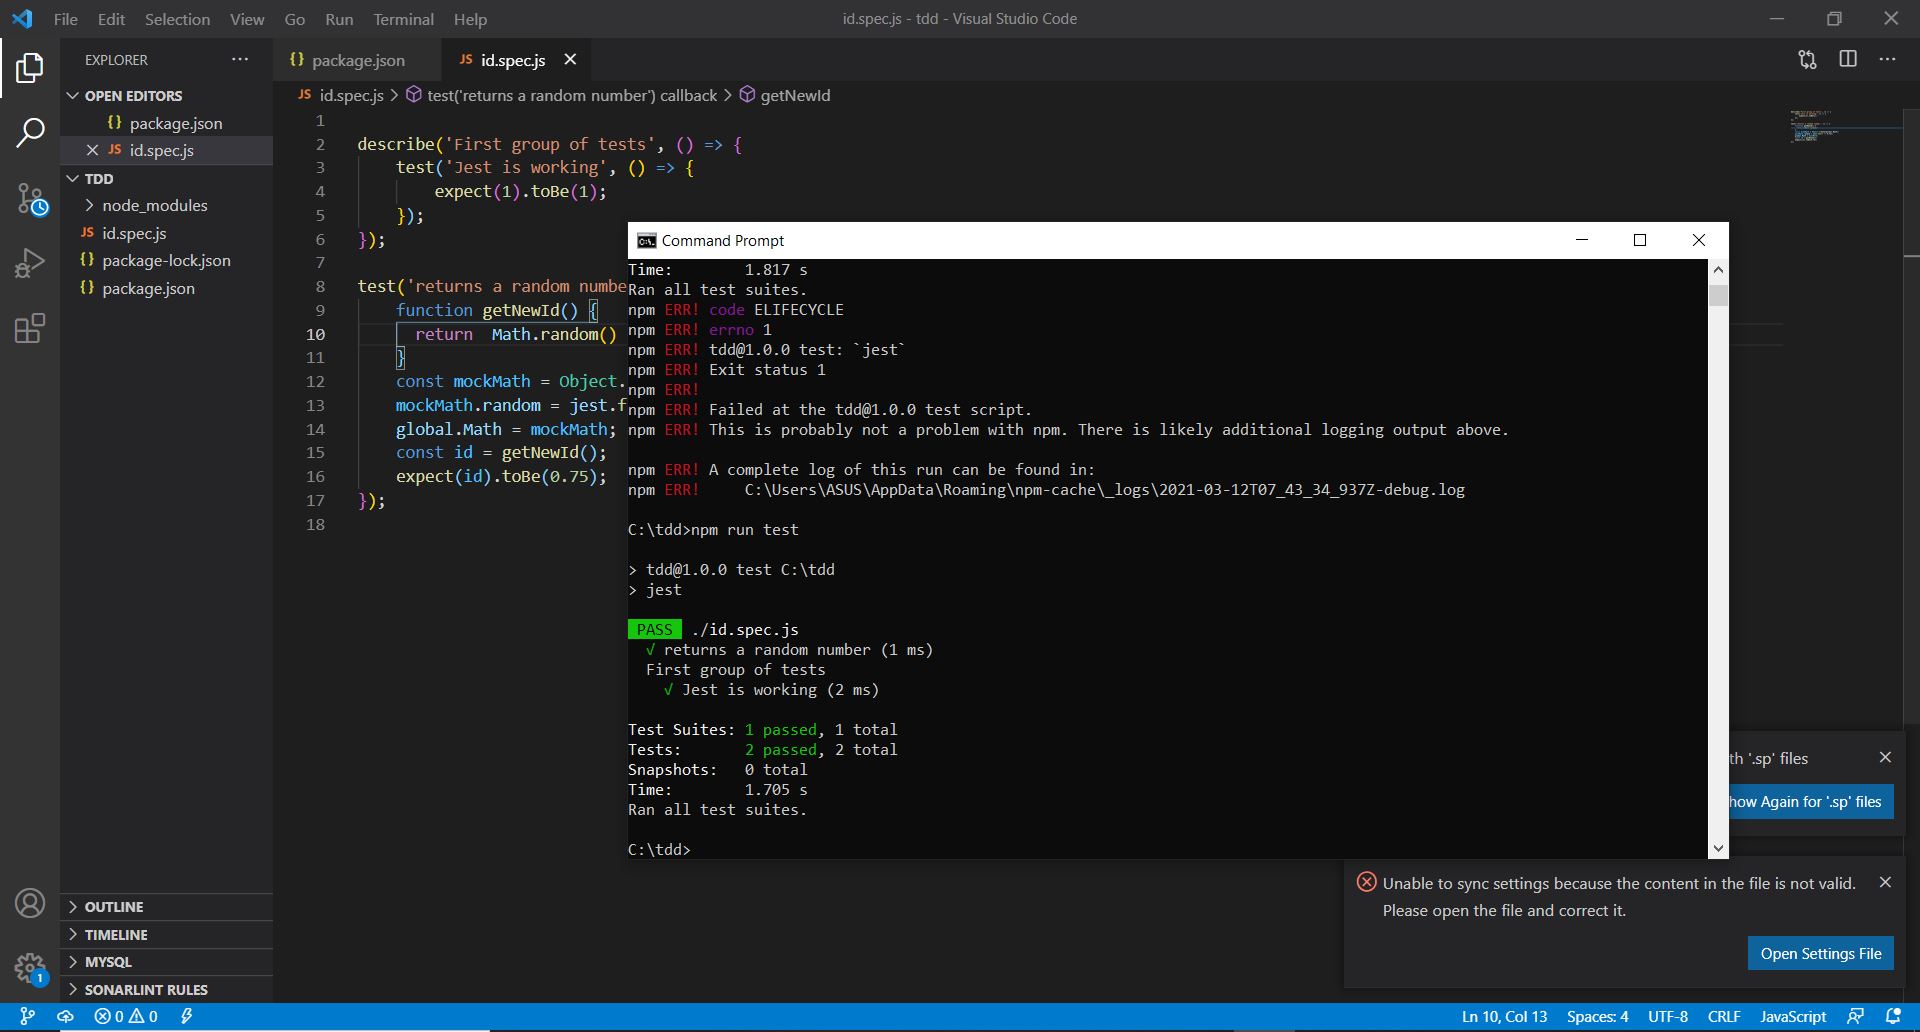 File Edit Selection View Go Run Terminal Help
id.spec.js - tdd - Visual Studio Code
EXPLORER
OPEN EDITORS
{} package.json
JS id.spec.js
TDD
node_modules
JS id.spec.js
{} package-lock.json
{} package.json
OUTLINE
TIMELINE
MYSQL
SONARLINT RULES
{} package.json
JS id.spec.js
JS id.spec.js > test('returns a random number') callback > getNewId
1
2 describe('First group of tests', () => {
3 test('Jest is working', () => {
4 expect(1).toBe(1);
5 });
6 });
7
8 test('returns a random numbe
9 function getNewId() {
10 return Math.random()
11 }
12 const mockMath = Object.
13 mockMath.random = jest.f
14 global.Math = mockMath;
15 const id = getNewId();
16 expect(id).toBe(0.75);
17 });
18
Command Prompt
Time: 1.817 s
Ran all test suites.
npm ERR! code ELIFECYCLE
npm ERR! errno 1
npm ERR! tdd@1.0.0 test: `jest`
npm ERR! Exit status 1
npm ERR!
npm ERR! Failed at the tdd@1.0.0 test script.
npm ERR! This is probably not a problem with npm. There is likely additional logging output above.
npm ERR! A complete log of this run can be found in:
npm ERR! C:\Users\ASUS\AppData\Roaming\npm-cache\_logs\2021-03-12T07_43_34_937Z-debug.log
C:\tdd>npm run test
> tdd@1.0.0 test C:\tdd
> jest
PASS ./id.spec.js
√ returns a random number (1 ms)
First group of tests
√ Jest is working (2 ms)
Test Suites: 1 passed, 1 total
Tests: 2 passed, 2 total
Snapshots: 0 total
Time: 1.705 s
Ran all test suites.
C:\tdd>
th '.sp' files
how Again for '.sp' files
Unable to sync settings because the content in the file is not valid.
Please open the file and correct it.
Open Settings File
1
0 0
Ln 10, Col 13 Spaces: 4 UTF-8 CRLF JavaScript